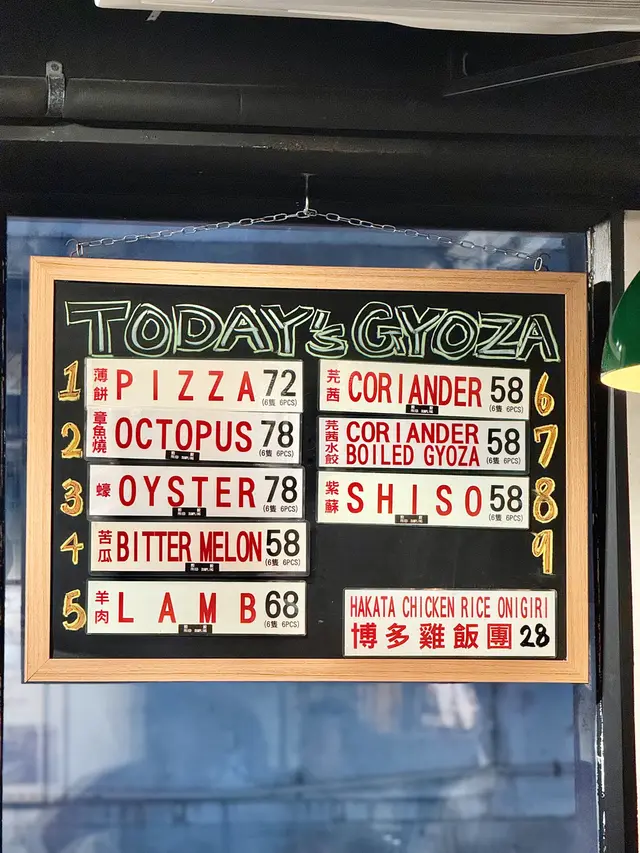 TODAY's GYOZA
1 薄餅 PIZZA 72
(6隻 6PCS)
2 章魚燒 OCTOPUS 78
(6隻 6PCS)
3 蠔 OYSTER 78
(6隻 6PCS)
4 苦瓜 BITTER MELON 58
(6隻 6PCS)
5 羊肉 LAMB 68
(6隻 6PCS)
芫茜 CORIANDER 58 6
(6隻 6PCS)
芫茜水餃 CORIANDER BOILED GYOZA 58 7
(6隻 6PCS)
紫蘇 SHISO 58 8
(6隻 6PCS)
9
HAKATA CHICKEN RICE ONIGIRI
博多雞飯團 28